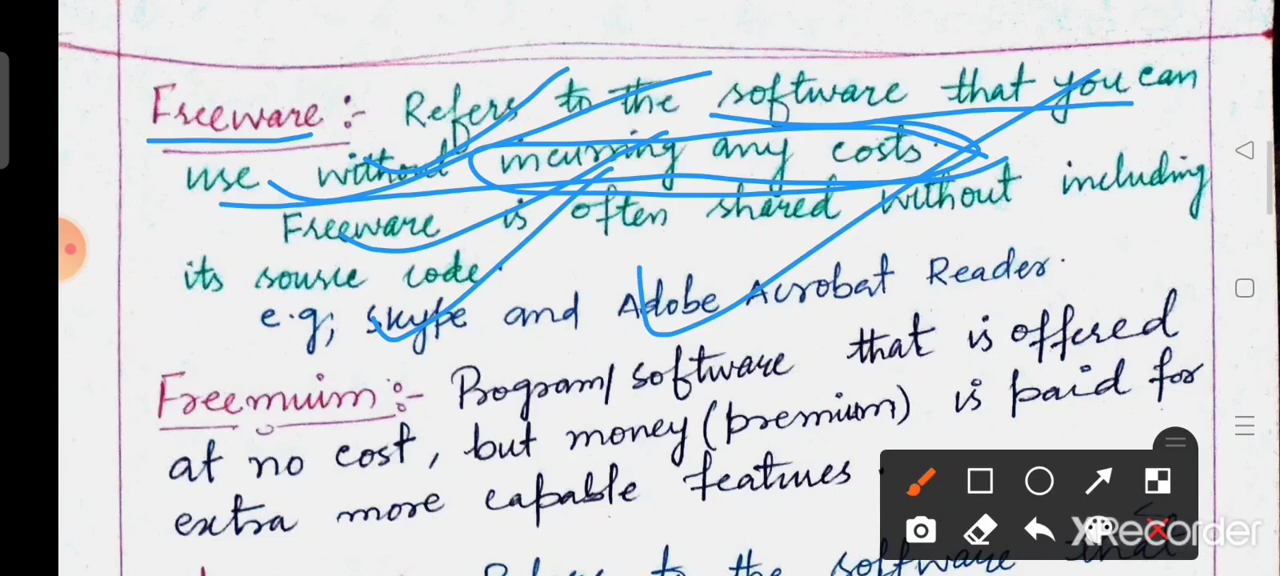 Freeware :- Refers to the software that you can
use without incurring any costs.
Freeware is often shared without including
its source code.
e.g; Skype and Adobe Acrobat Reader.
Freemuim :- Program/software that is offered
at no cost, but money (premium) is paid for
extra more capable features.
Refers to the software that
XRecorder